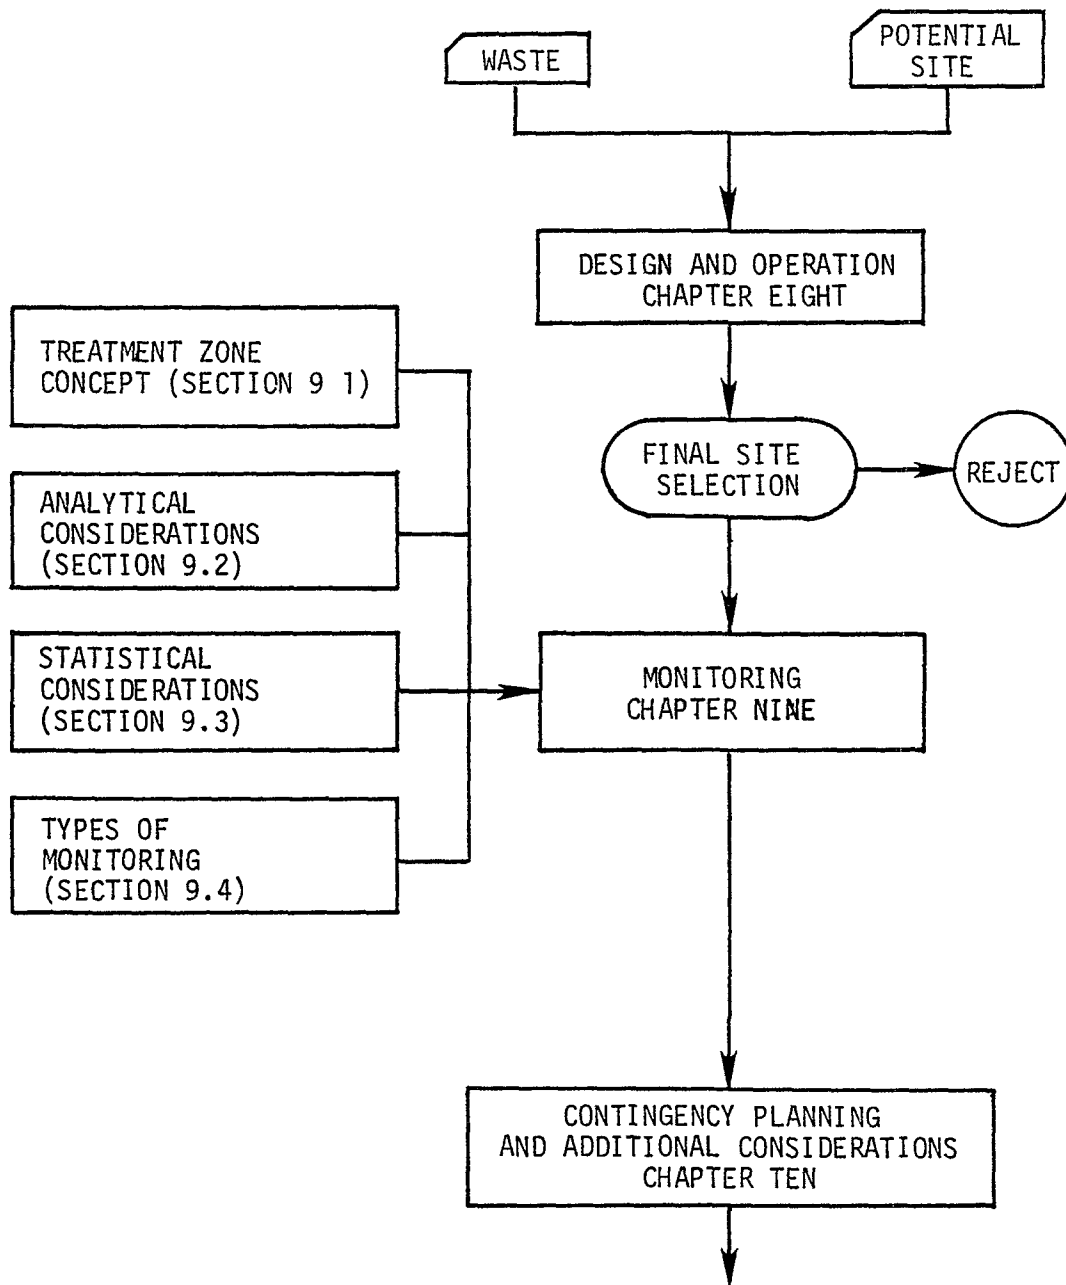 WASTE
POTENTIAL
SITE
DESIGN AND OPERATION
CHAPTER EIGHT
TREATMENT ZONE
CONCEPT (SECTION 9 1)
FINAL SITE
SELECTION
REJECT
ANALYTICAL
CONSIDERATIONS
(SECTION 9.2)
STATISTICAL
CONSIDERATIONS
(SECTION 9.3)
MONITORING
CHAPTER NINE
TYPES OF
MONITORING
(SECTION 9.4)
CONTINGENCY PLANNING
AND ADDITIONAL CONSIDERATIONS
CHAPTER TEN